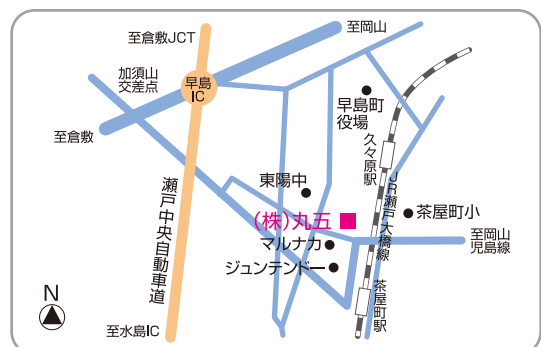 至倉敷JCT
至岡山
加須山
交差点
早島
IC
早島町
役場
至倉敷
久々原駅
東陽中
JR瀬戸大橋線
茶屋町小
(株)丸五
瀬戸中央自動車道
マルナカ
至岡山
児島線
ジュンテンドー
茶屋町駅
N
至水島IC